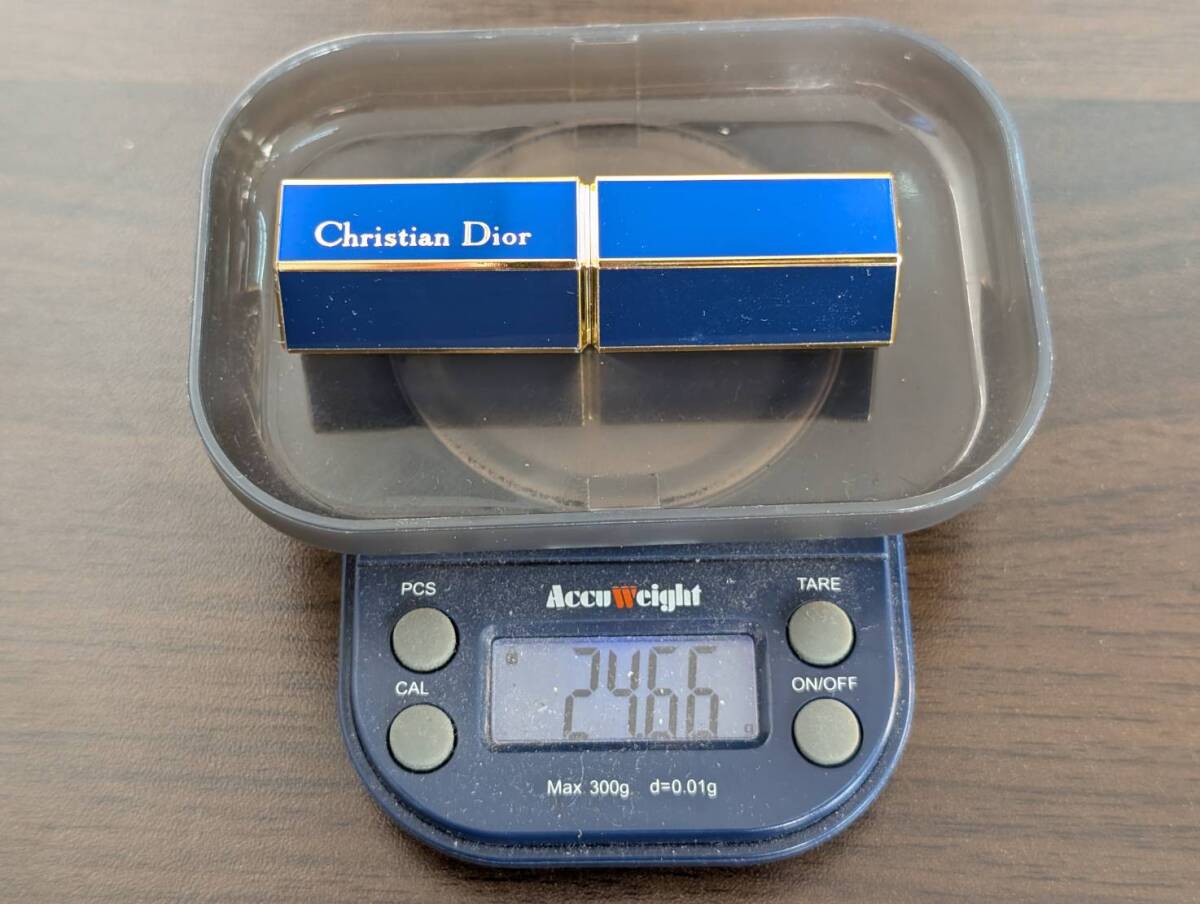 Christian Dior
PCS
AccuWeight
TARE
24.66
g
CAL
ON/OFF
Max 300g d=0.01g